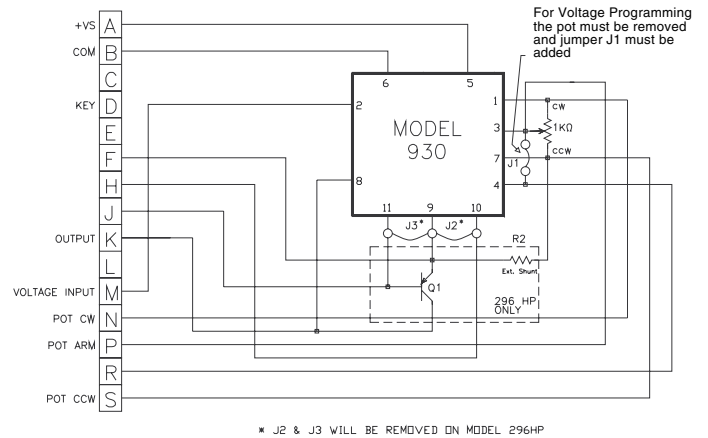 For Voltage Programming
the pot must be removed
and jumper J1 must be
added
+VS A
COM B
C
KEY D
E
F
H
J
OUTPUT K
L
VOLTAGE INPUT M
POT CW N
POT ARM P
R
POT CCW S
6 5
2 1
MODEL
930
3
7
8 4
11 9 10
CW
1KΩ
CCW
J1
J3* J2*
R2
Ext. Shunt
Q1
296 HP
ONLY
* J2 & J3 WILL BE REMOVED ON MODEL 296HP